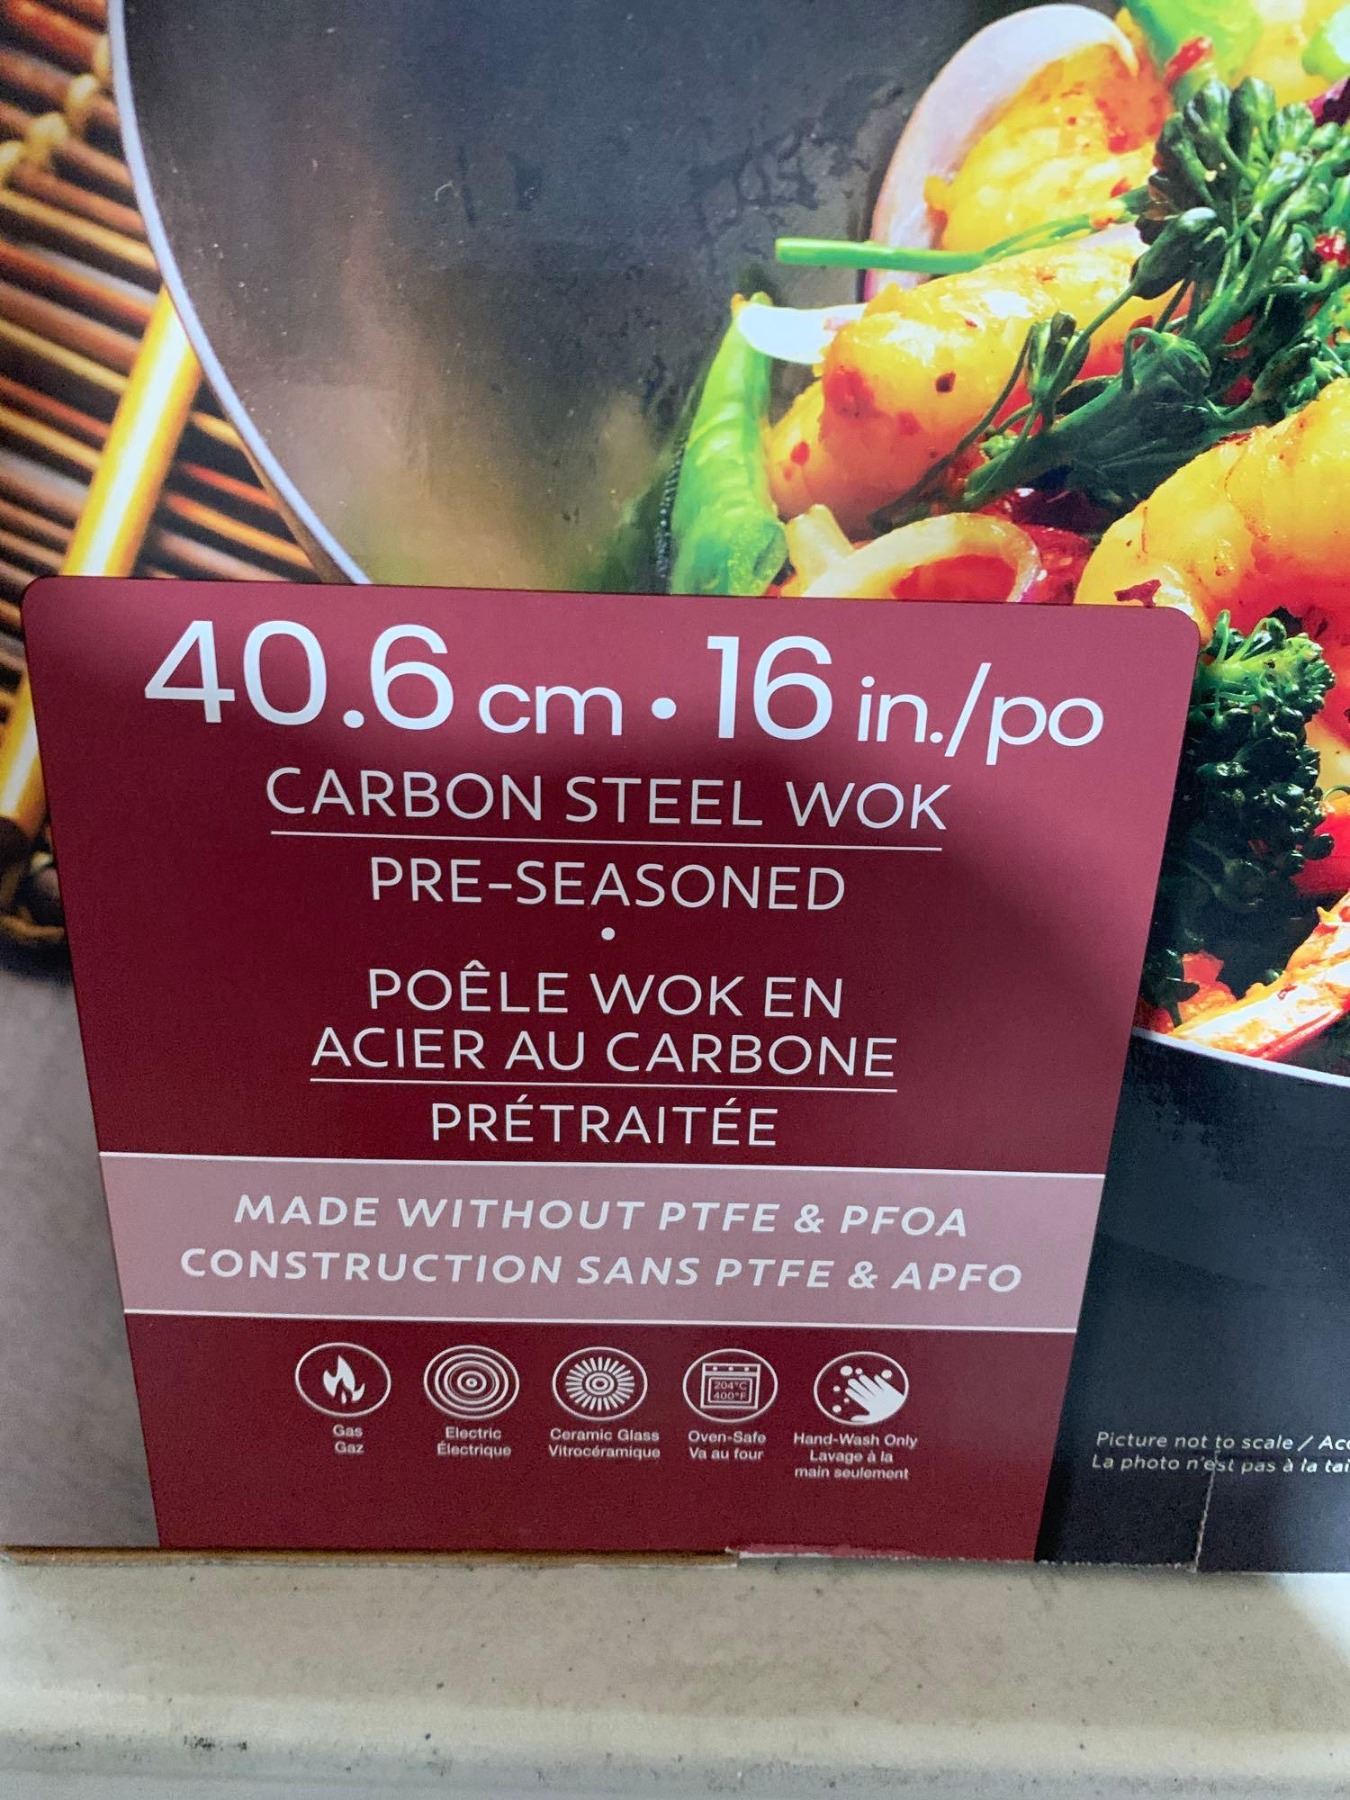 40.6 cm • 16 in./po
CARBON STEEL WOK
PRE-SEASONED
•
POÊLE WOK EN
ACIER AU CARBONE
PRÉTRAITÉE
MADE WITHOUT PTFE & PFOA
CONSTRUCTION SANS PTFE & APFO
204°C
400°F
Gas
Gaz
Electric
Électrique
Ceramic Glass
Vitrocéramique
Oven-Safe
Va au four
Hand-Wash Only
Lavage à la
main seulement
Picture not to scale /
La photo n'est pas à la